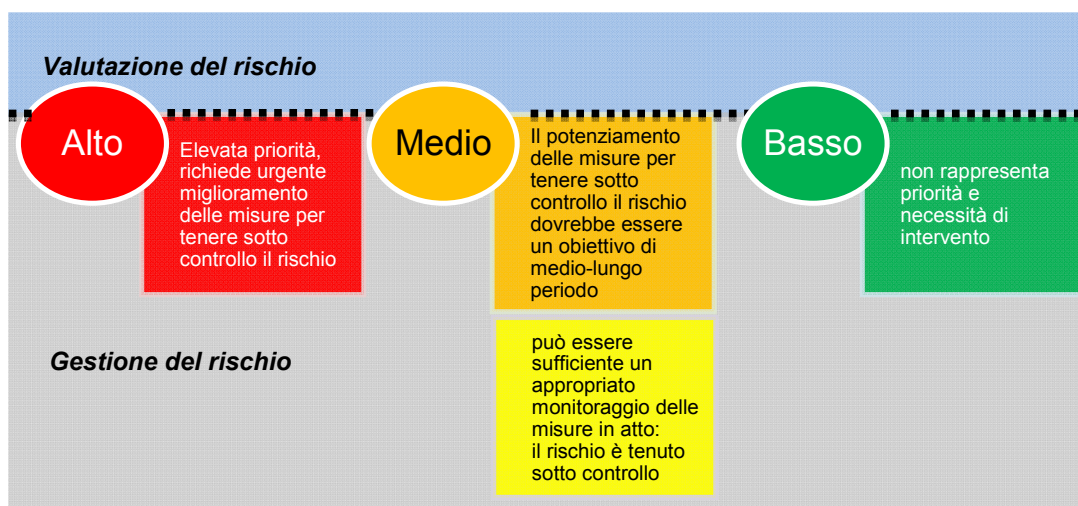 Valutazione del rischio
Alto
Elevata priorità,
richiede urgente
miglioramento
delle misure per
tenere sotto
controllo il rischio
Medio
Il potenziamento
delle misure per
tenere sotto
controllo il rischio
dovrebbe essere
un obiettivo di
medio-lungo
periodo
Basso
non rappresenta
priorità e
necessità di
intervento
Gestione del rischio
può essere
sufficiente un
appropriato
monitoraggio delle
misure in atto:
il rischio è tenuto
sotto controllo